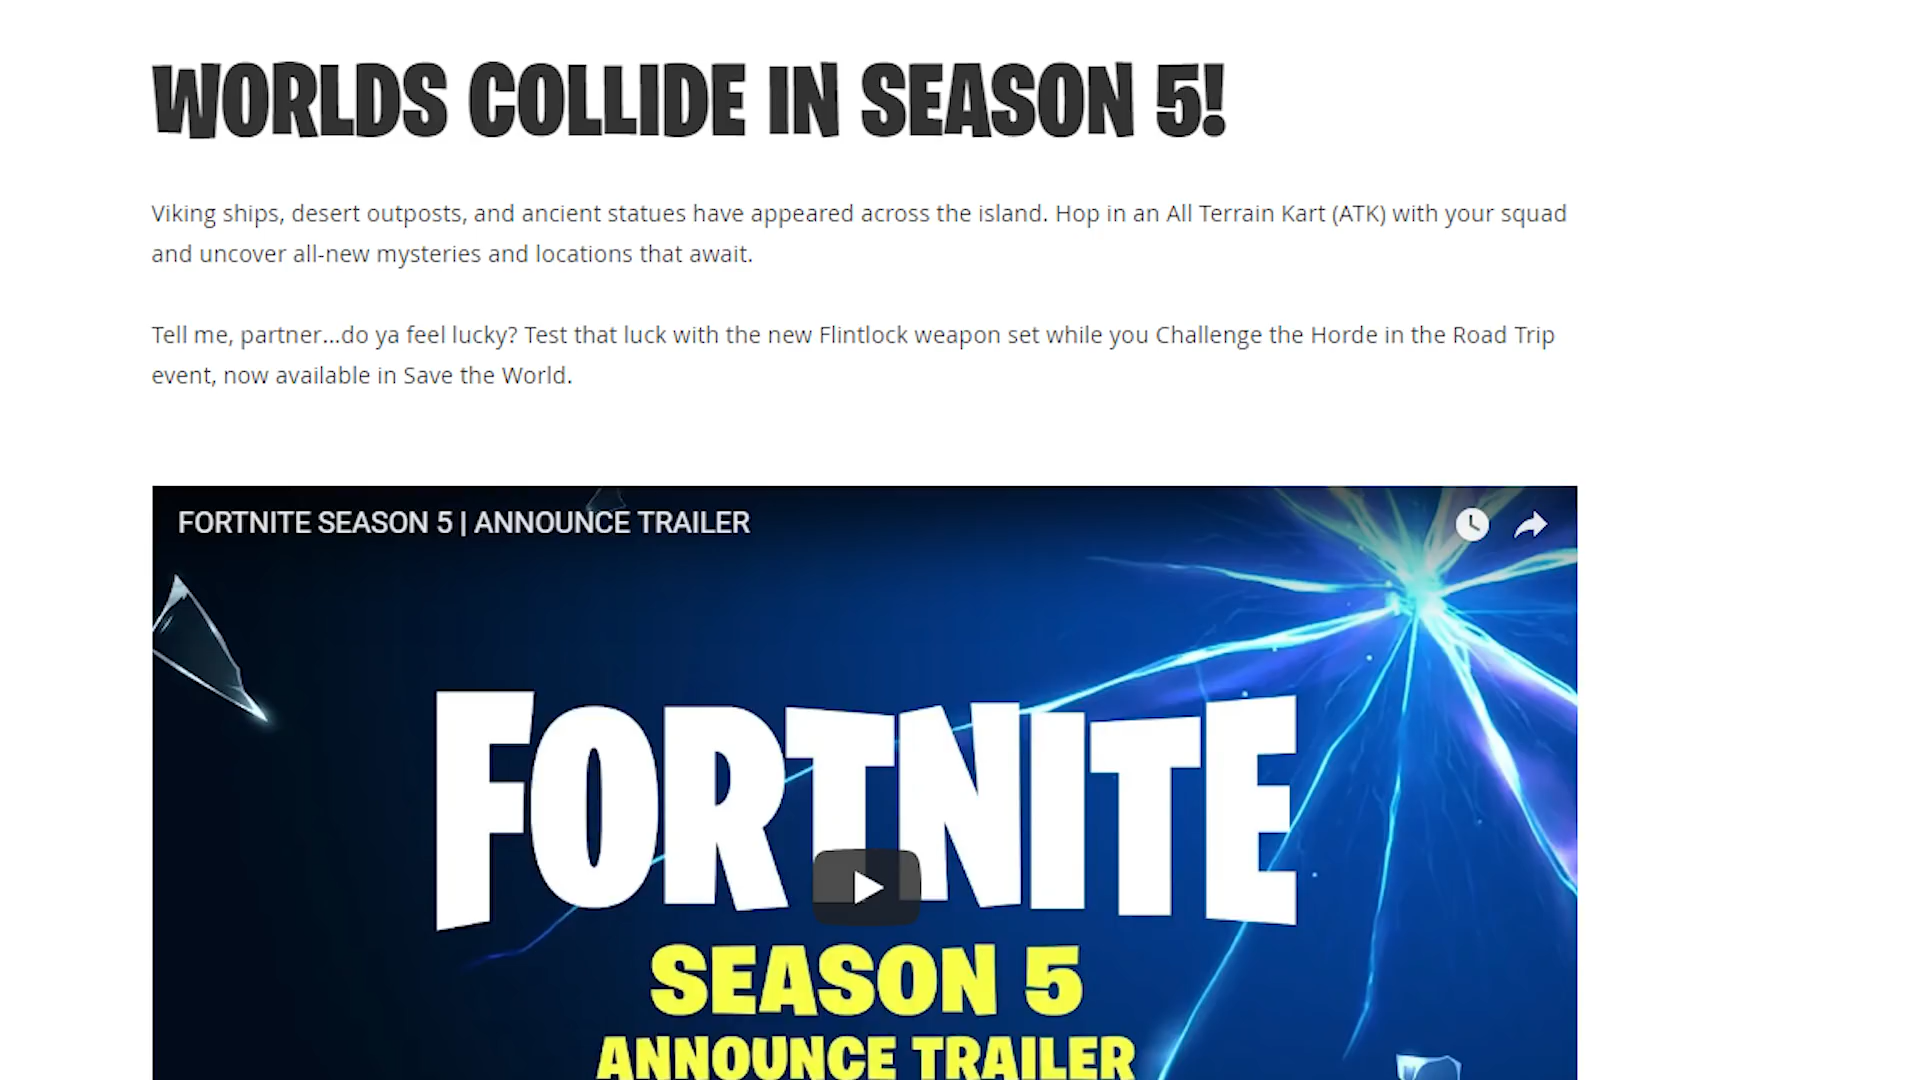 WORLDS COLLIDE IN SEASON 5!
Viking ships, desert outposts, and ancient statues have appeared across the island. Hop in an All Terrain Kart (ATK) with your squad
and uncover all-new mysteries and locations that await.
Tell me, partner...do ya feel lucky? Test that luck with the new Flintlock weapon set while you Challenge the Horde in the Road Trip
event, now available in Save the World.
FORTNITE SEASON 5 | ANNOUNCE TRAILER
FORTNITE
SEASON 5
ANNOUNCE TRAILER